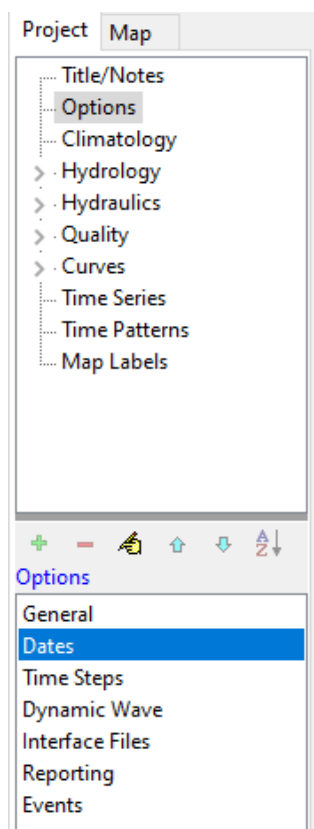 Project Map
Title/Notes
Options
Climatology
Hydrology
Hydraulics
Quality
Curves
Time Series
Time Patterns
Map Labels
A
Z
Options
General
Dates
Time Steps
Dynamic Wave
Interface Files
Reporting
Events